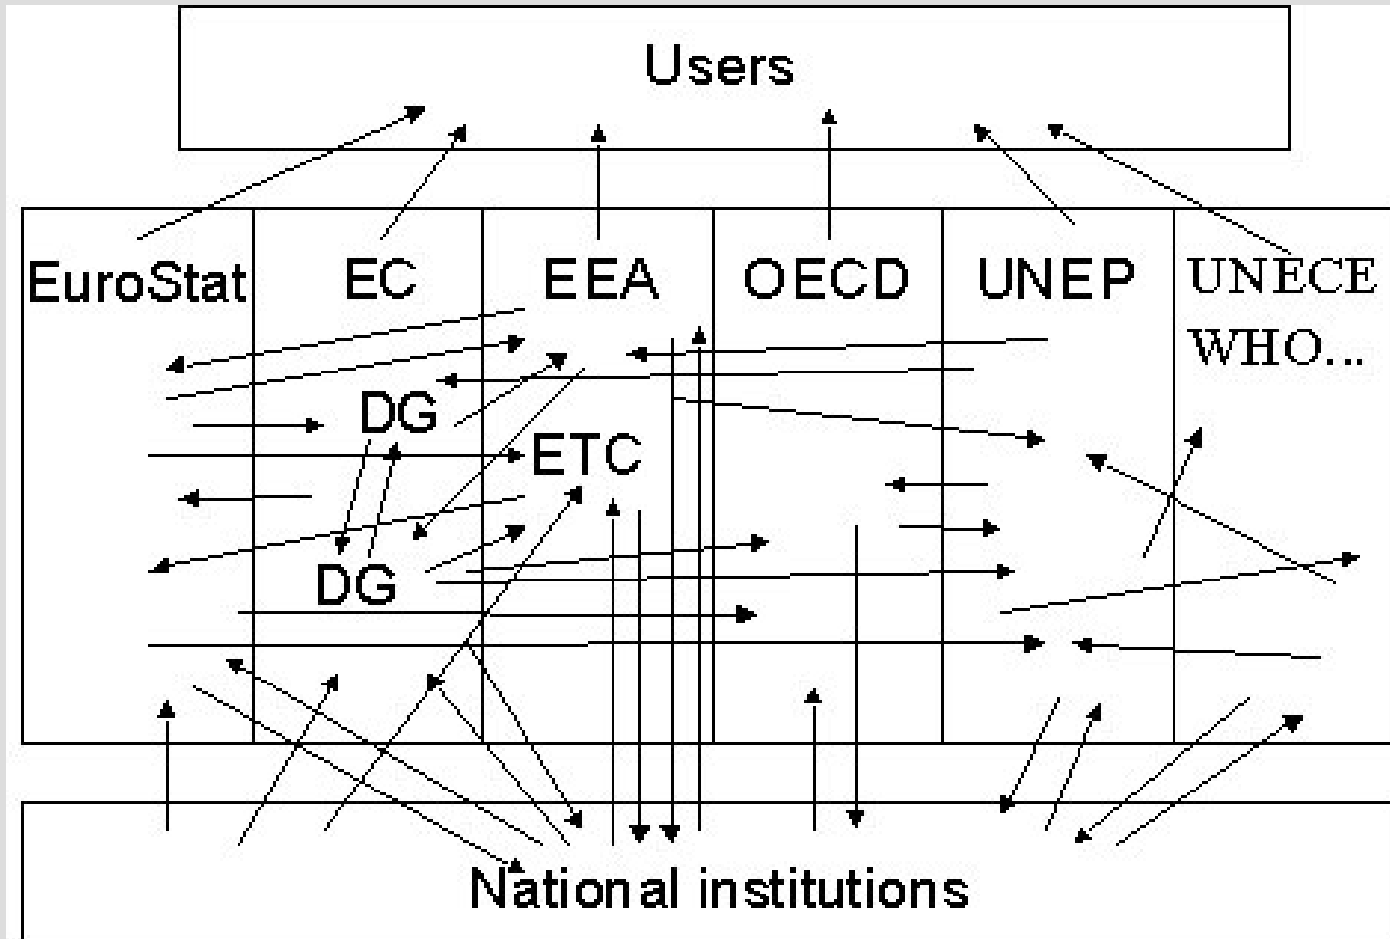 Users
EuroStat
EC
EEA
OECD
UNEP
UNECE
WHO...
DG
ETC
DG
National institutions